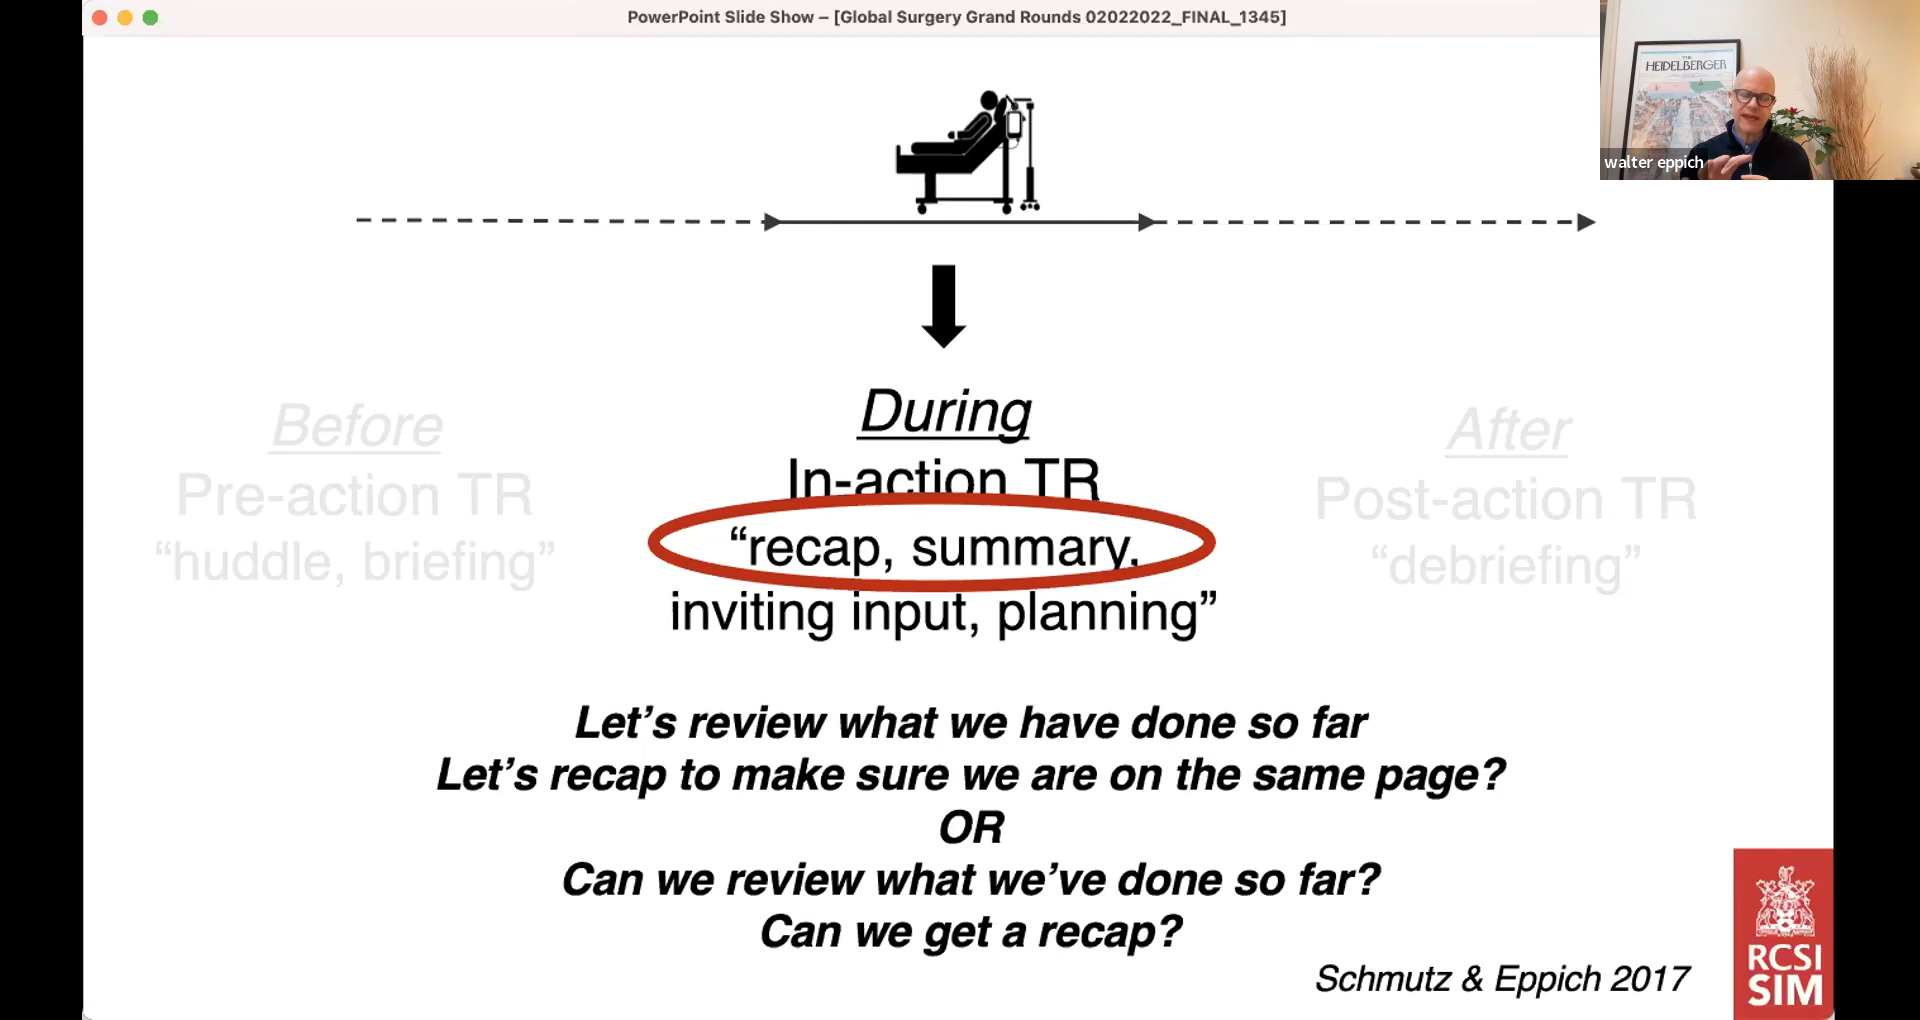 PowerPoint Slide Show – [Global Surgery Grand Rounds 02022022_FINAL_1345]
THE
HEIDELBERGER
walter eppich
Before
Pre-action TR
“huddle, briefing”
During
In-action TR
“recap, summary,
inviting input, planning”
After
Post-action TR
“debriefing”
Let’s review what we have done so far
Let’s recap to make sure we are on the same page?
OR
Can we review what we’ve done so far?
Can we get a recap?
Schmutz & Eppich 2017
RCSI
SIM